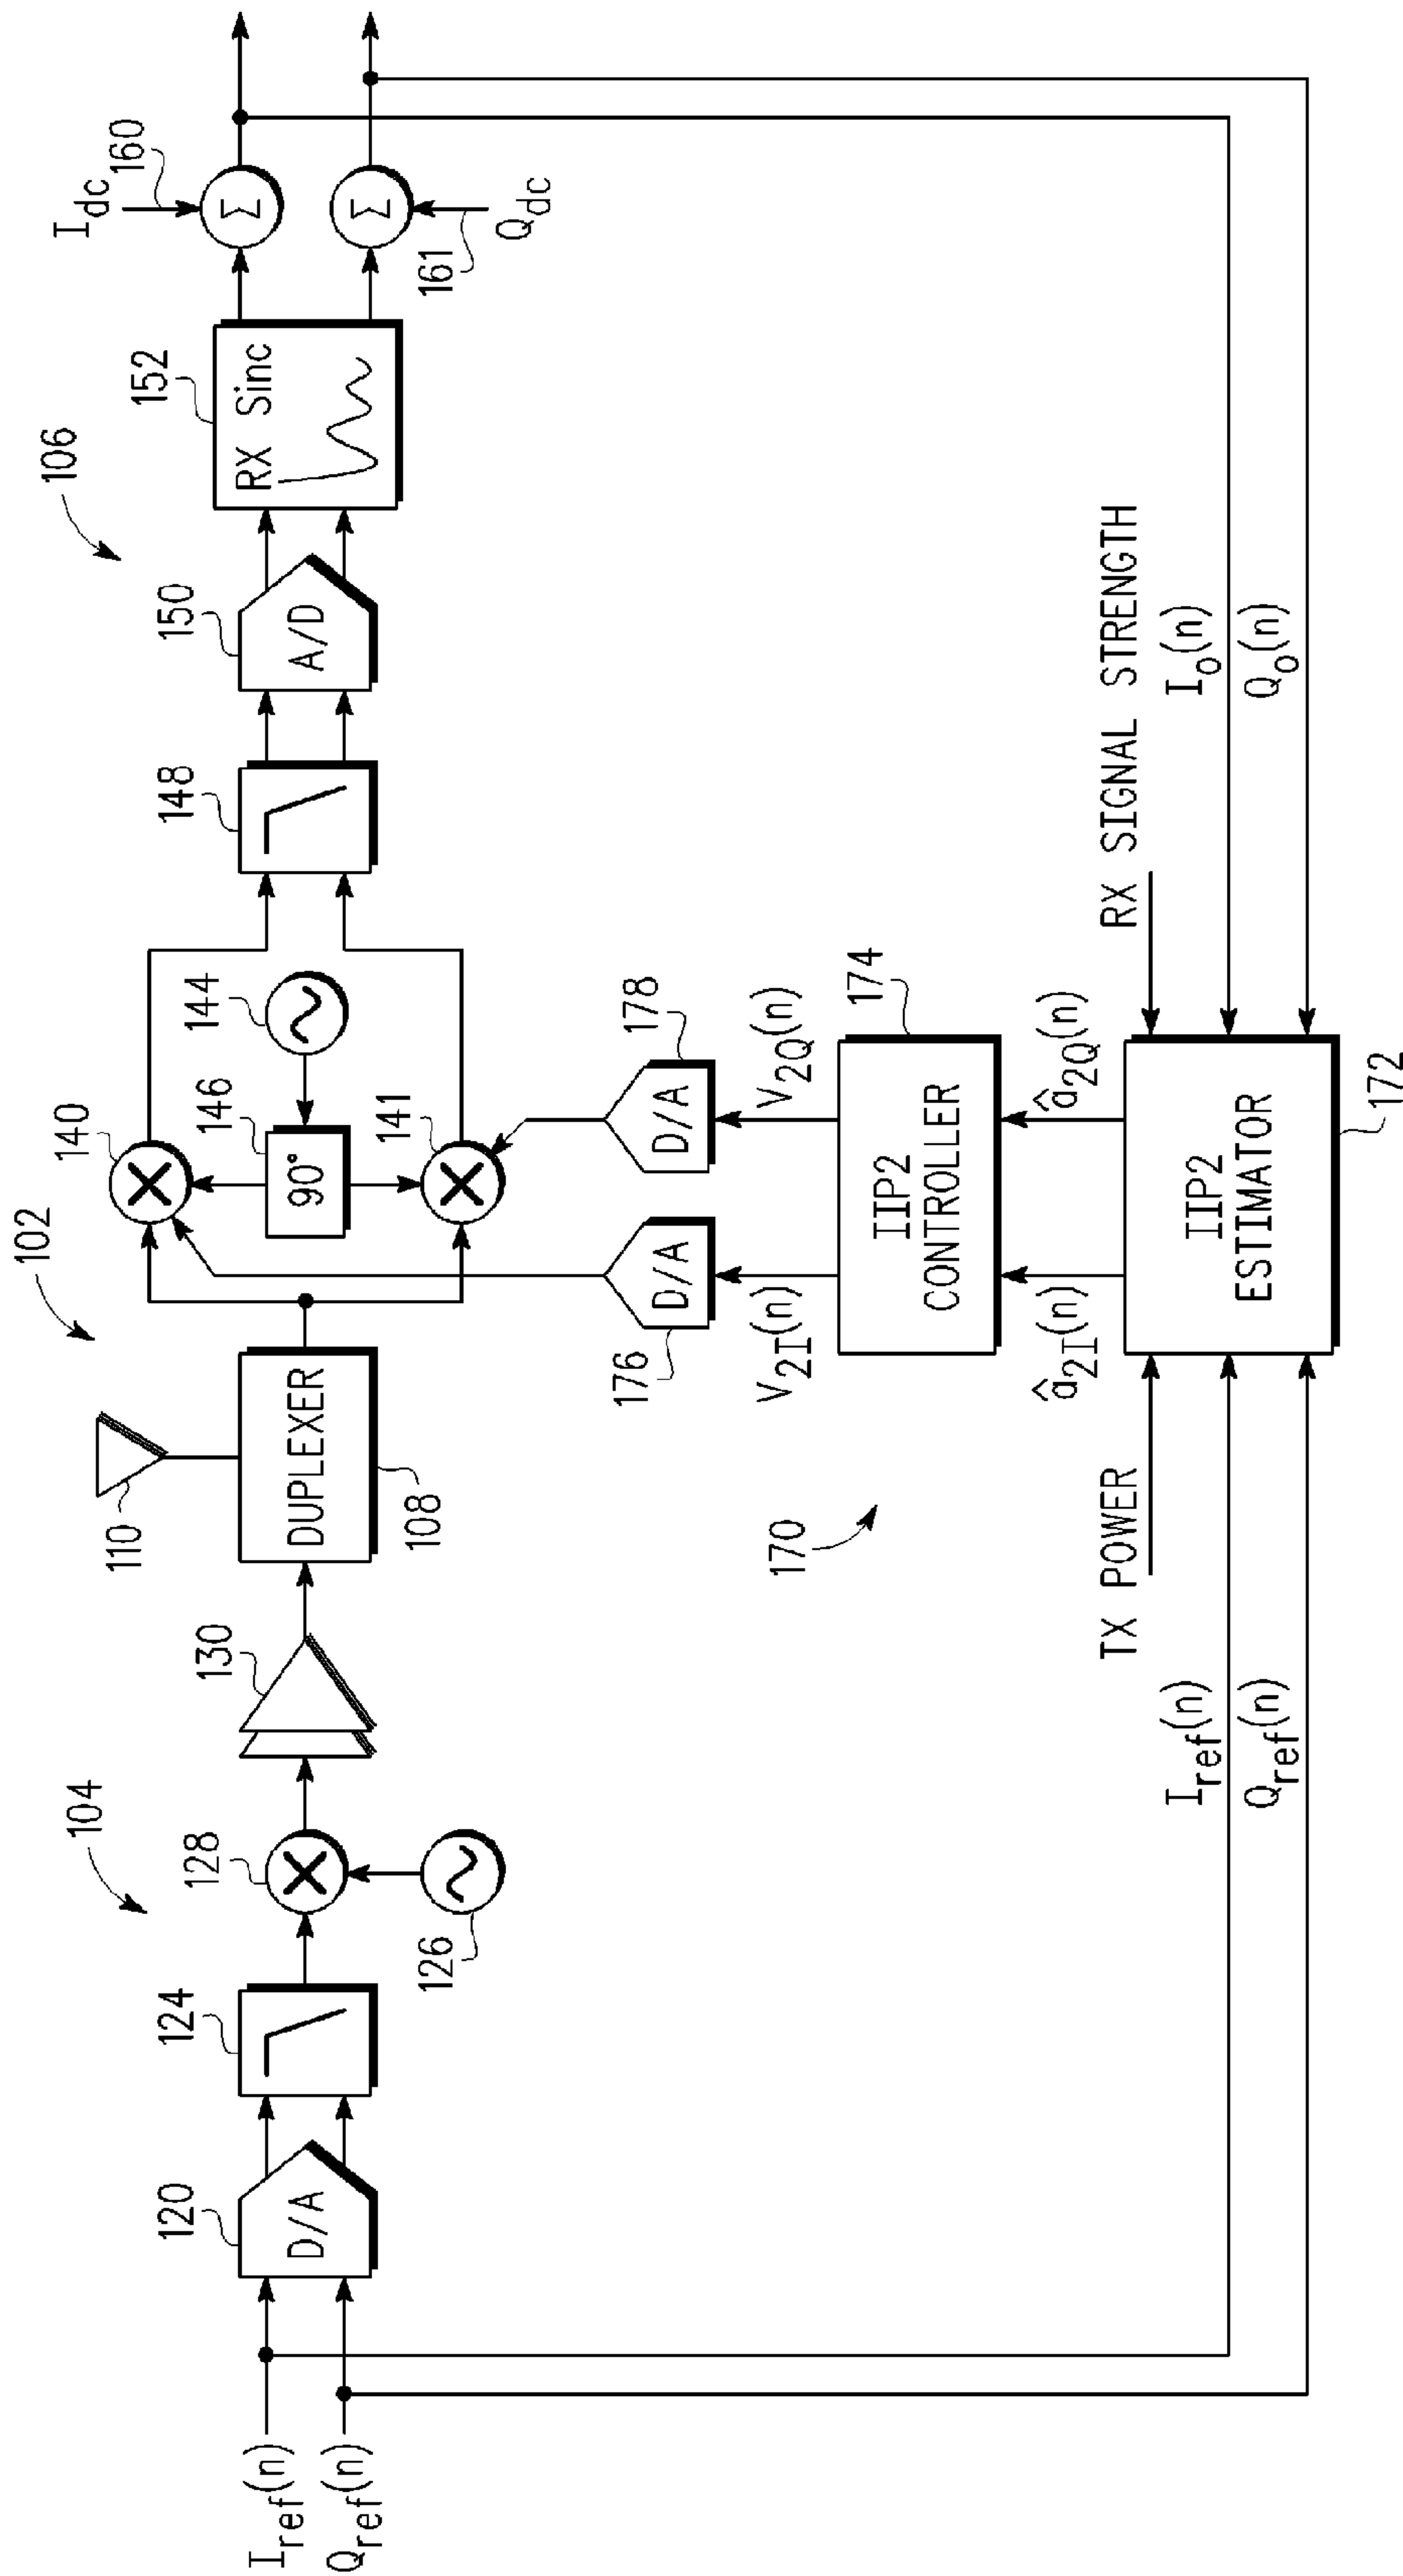 102
104
106
110
DUPLEXER
108
130
128
126
124
120
D/A
I_ref(n)
Q_ref(n)
140
146
90°
144
141
148
150
A/D
152
RX Sinc
I_dc
160
Σ
Σ
161
Q_dc
176
D/A
178
D/A
V_2I(n)
V_2Q(n)
170
174
IIP2
CONTROLLER
â_2I(n)
â_2Q(n)
TX POWER
RX SIGNAL STRENGTH
I_ref(n)
Q_ref(n)
IIP2
ESTIMATOR
172
I_o(n)
Q_o(n)